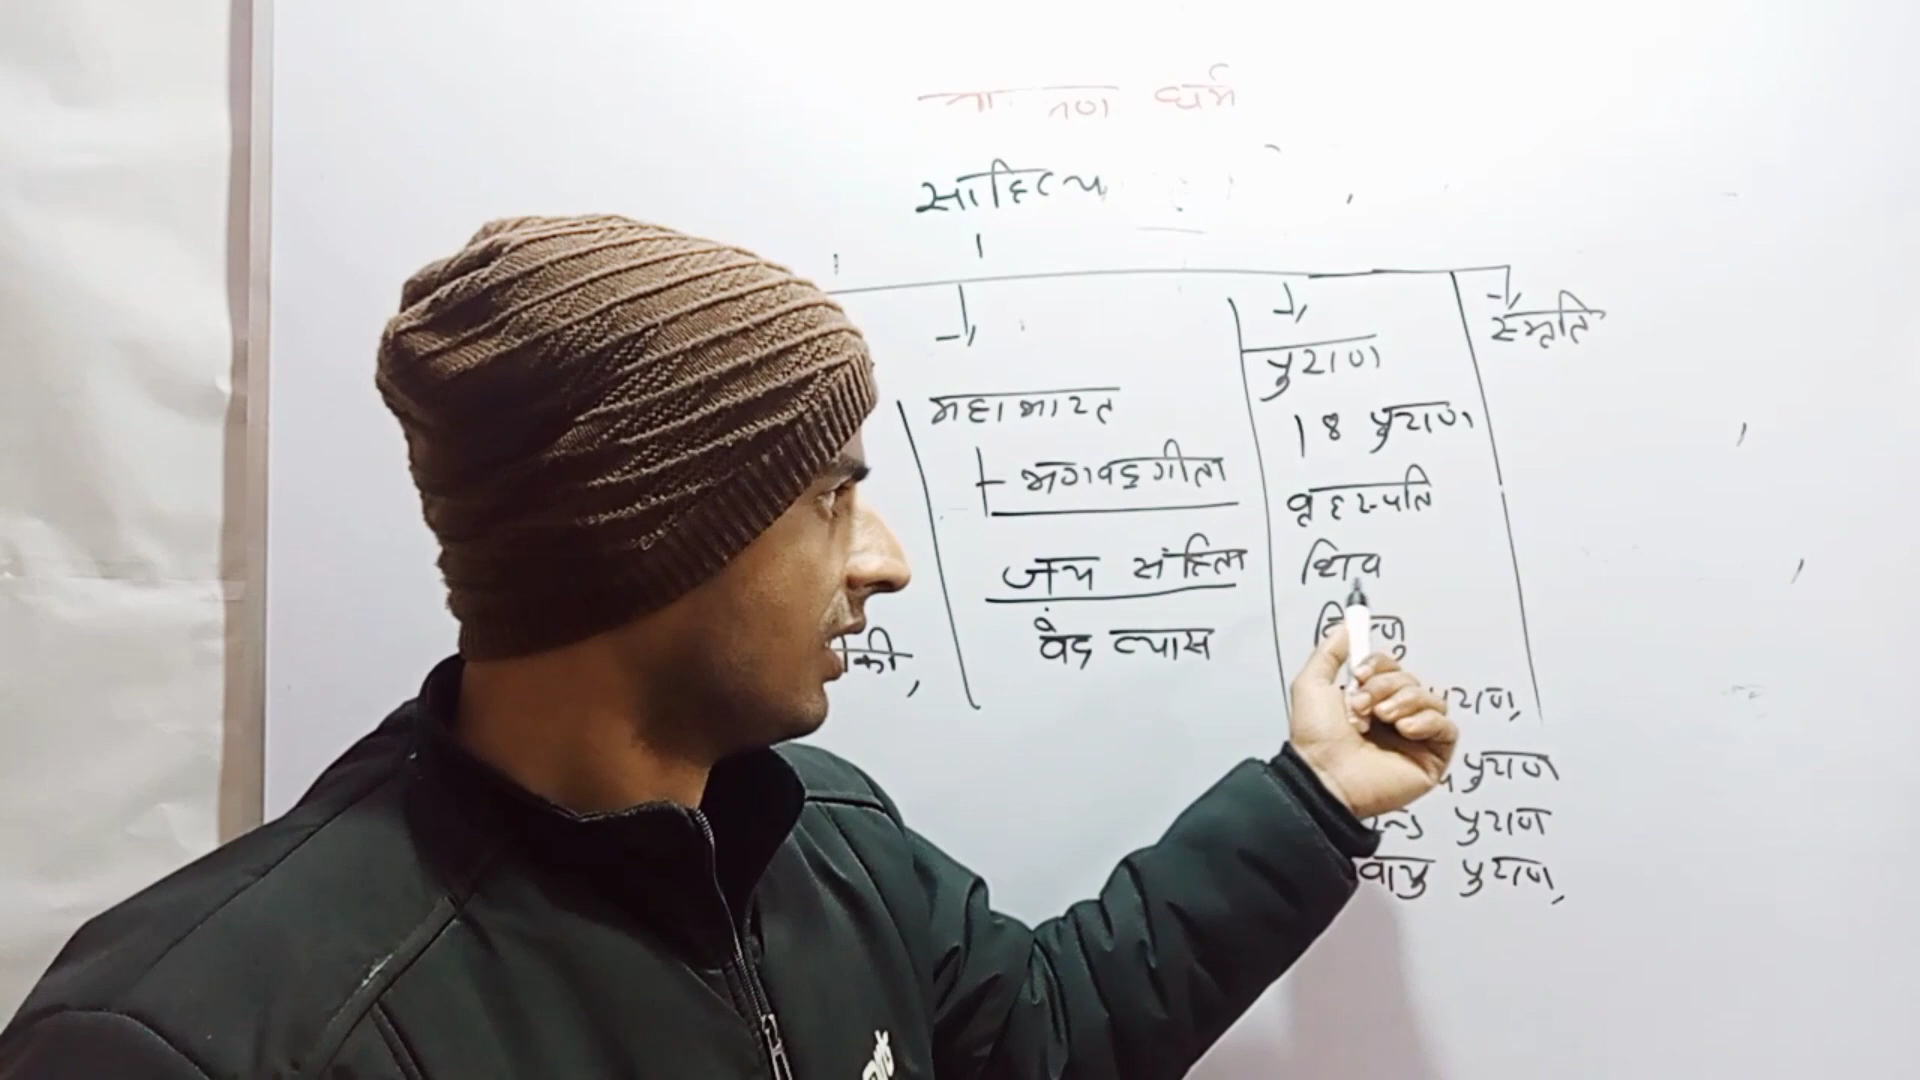 धर्म
साहित्य
स्मृति
पुराण
महाभारत
18 पुराण
भगवद्गीता
वृहस्पति
जय संहिता
शिव
वेद व्यास
पुराण,
पुराण
पुराण
वायु पुराण,